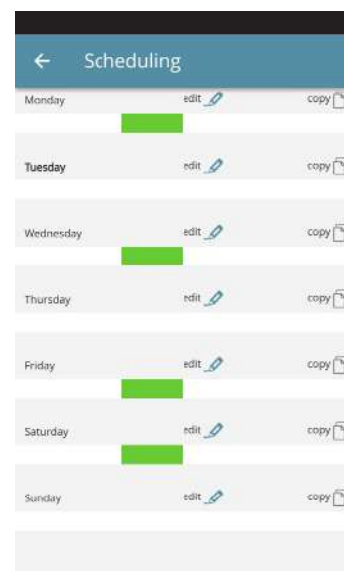 Scheduling
Monday edit copy
Tuesday edit copy
Wednesday edit copy
Thursday edit copy
Friday edit copy
Saturday edit copy
Sunday edit copy